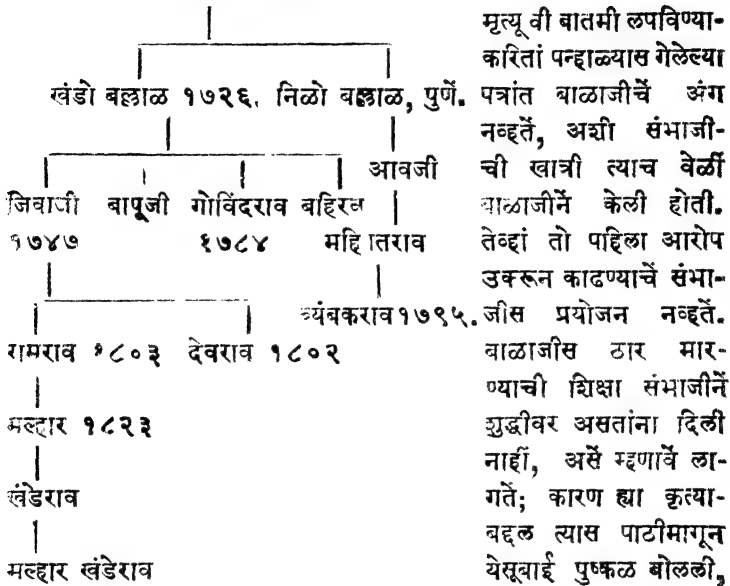 खंडो बल्लाळ १७२६. निळो बल्लाळ, पुणें.
आवजी
जिवाजी बापूजी गोविंदराव बहिरव
१७४७ १७८४ महिपतराव
त्र्यंबकराव १७९५.
रामराव १८०३ देवराव १८०२
मल्हार १८२३
खंडेराव
मल्हार खंडेराव
मृत्यू ची बातमी लपविण्या-
करितां पन्हाळ्यास गेलेल्या
पत्रांत बाळाजीचें अंग
नव्हतें, अशी संभाजी-
ची खात्री त्याच वेळीं
बाळाजीनें केली होती.
तेव्हां तो पहिला आरोप
उकरून काढण्याचें संभा-
जीस प्रयोजन नव्हतें.
बाळाजीस ठार मार-
ण्याची शिक्षा संभाजीनें
शुद्धीवर असतांना दिली
नाहीं, असें म्हणावें ला-
गतें; कारण ह्या कृत्या-
बद्दल त्यास पाठीमागून
येसूबाई पुष्कळ बोलली,